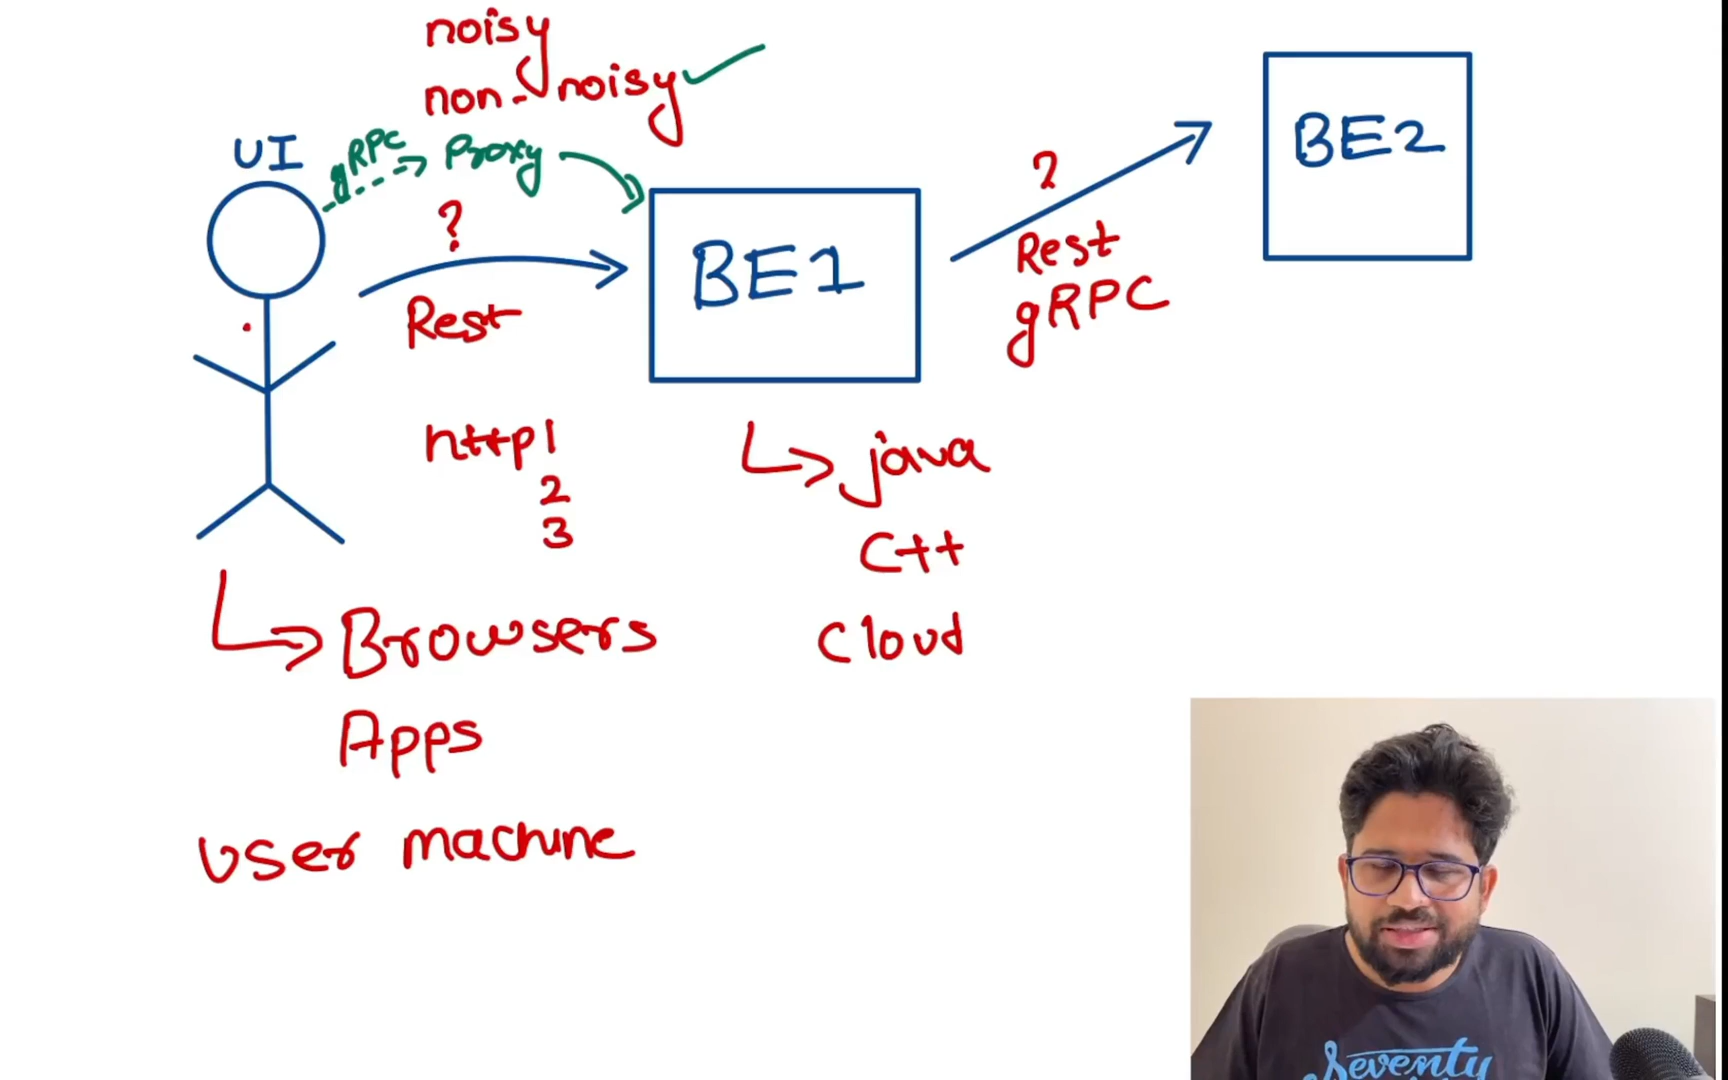 noisy
non-noisy
UI
gRPC
Proxy
?
Rest
BE1
?
Rest
gRPC
BE2
http1
2
3
java
C++
Cloud
Browsers
Apps
User machine
Seventy